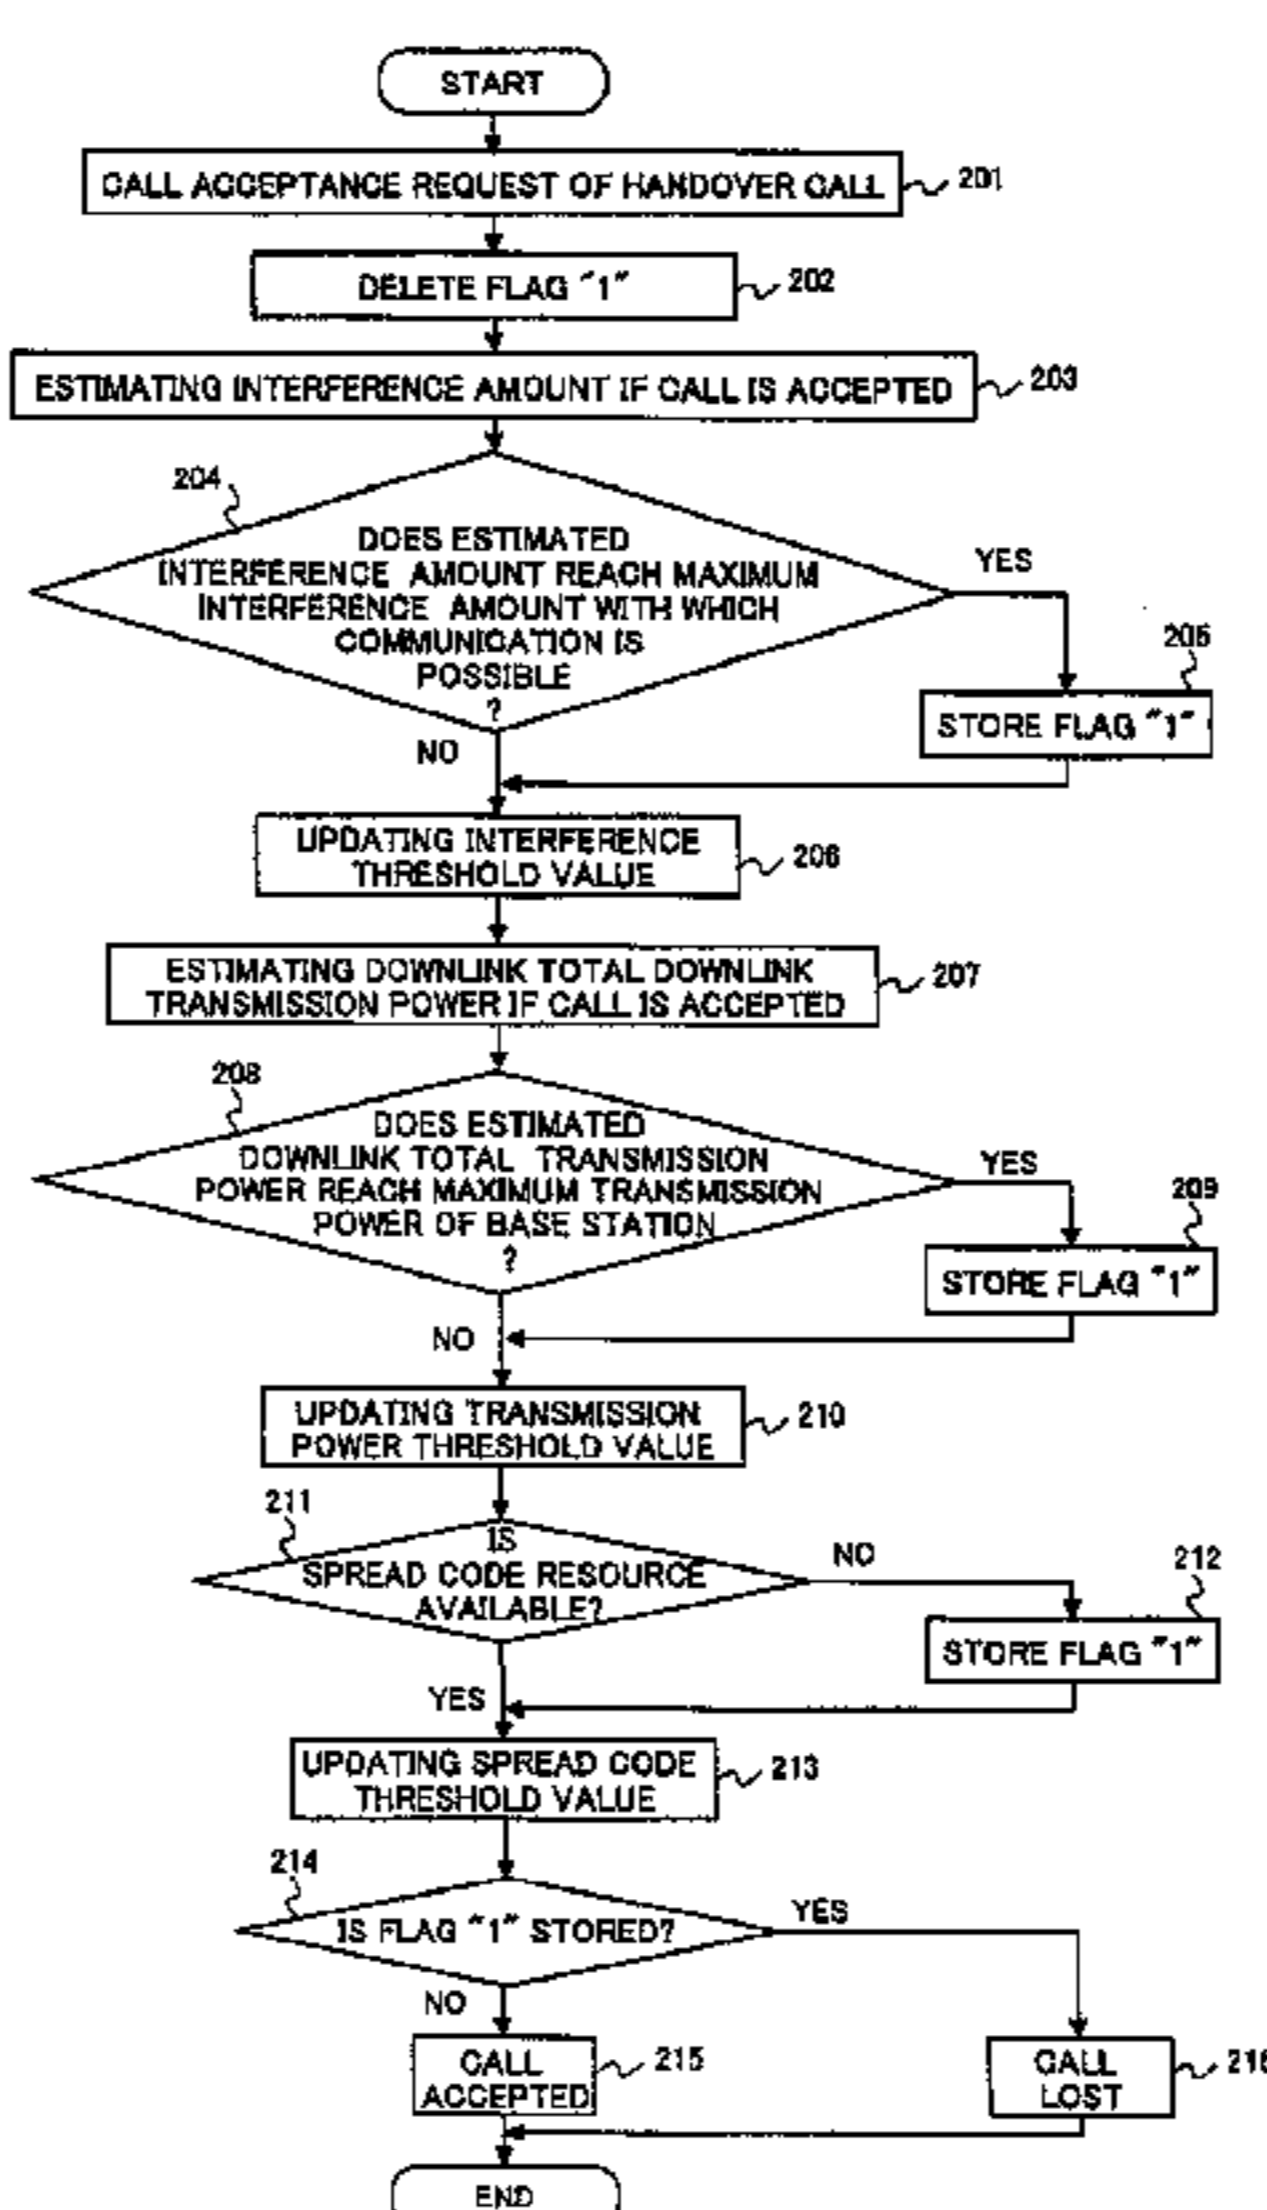 START
CALL ACCEPTANCE REQUEST OF HANDOVER CALL
201
DELETE FLAG "1"
202
ESTIMATING INTERFERENCE AMOUNT IF CALL IS ACCEPTED
203
204
DOES ESTIMATED
INTERFERENCE AMOUNT REACH MAXIMUM
INTERFERENCE AMOUNT WITH WHICH
COMMUNICATION IS
POSSIBLE
?
YES
205
STORE FLAG "1"
NO
UPDATING INTERFERENCE
THRESHOLD VALUE
206
ESTIMATING DOWNLINK TOTAL DOWNLINK
TRANSMISSION POWER IF CALL IS ACCEPTED
207
208
DOES ESTIMATED
DOWNLINK TOTAL TRANSMISSION
POWER REACH MAXIMUM TRANSMISSION
POWER OF BASE STATION
?
YES
209
STORE FLAG "1"
NO
UPDATING TRANSMISSION
POWER THRESHOLD VALUE
210
211
IS
SPREAD CODE RESOURCE
AVAILABLE?
NO
212
STORE FLAG "1"
YES
UPDATING SPREAD CODE
THRESHOLD VALUE
213
214
IS FLAG "1" STORED?
YES
NO
CALL
ACCEPTED
215
CALL
LOST
216
END